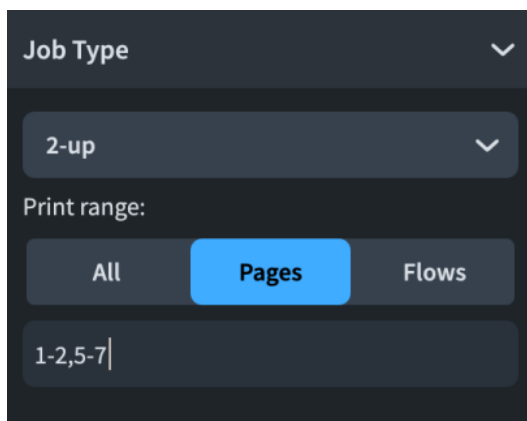 Job Type
2-up
Print range:
All Pages Flows
1-2,5-7